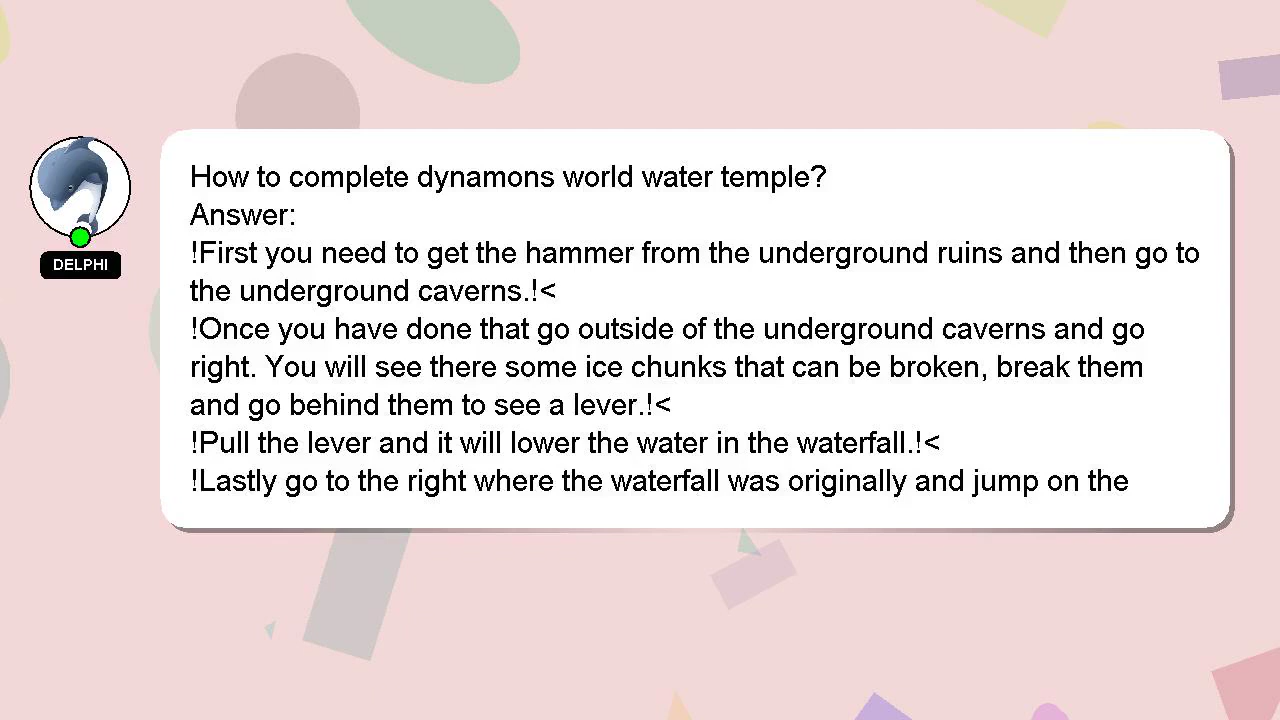 How to complete dynamons world water temple?
Answer:
!First you need to get the hammer from the underground ruins and then go to
the underground caverns.!<
!Once you have done that go outside of the underground caverns and go
right. You will see there some ice chunks that can be broken, break them
and go behind them to see a lever.!<
!Pull the lever and it will lower the water in the waterfall.!<
!Lastly go to the right where the waterfall was originally and jump on the
DELPHI